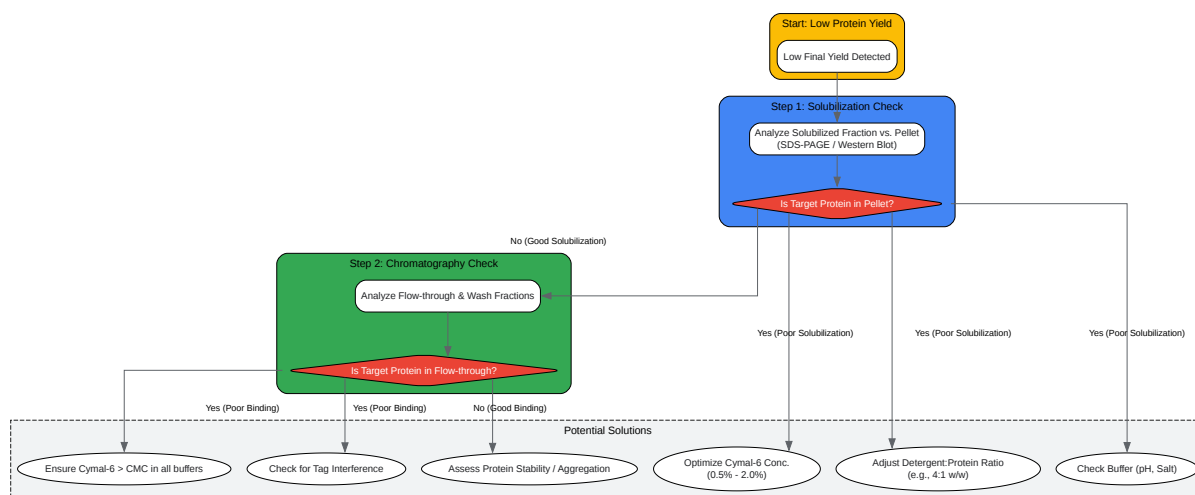 Start: Low Protein Yield
Low Final Yield Detected
Step 1: Solubilization Check
Analyze Solubilized Fraction vs. Pellet
(SDS-PAGE / Western Blot)
Is Target Protein in Pellet?
No (Good Solubilization)
Step 2: Chromatography Check
Analyze Flow-through & Wash Fractions
Yes (Poor Solubilization)
Yes (Poor Solubilization)
Yes (Poor Solubilization)
Is Target Protein in Flow-through?
Yes (Poor Binding)
Yes (Poor Binding)
No (Good Binding)
Potential Solutions
Ensure Cymal-6 > CMC in all buffers
Check for Tag Interference
Assess Protein Stability / Aggregation
Optimize Cymal-6 Conc.
(0.5% - 2.0%)
Adjust Detergent:Protein Ratio
(e.g., 4:1 w/w)
Check Buffer (pH, Salt)